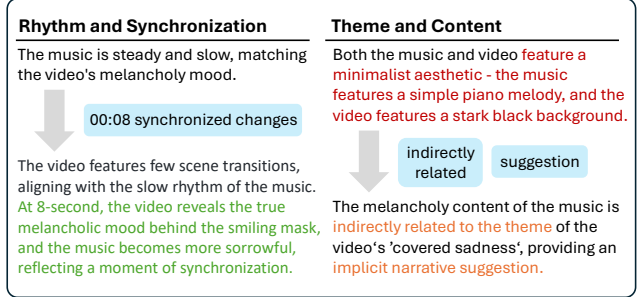 Rhythm and Synchronization
The music is steady and slow, matching
the video's melancholy mood.
00:08 synchronized changes
The video features few scene transitions,
aligning with the slow rhythm of the music.
At 8-second, the video reveals the true
melancholic mood behind the smiling mask,
and the music becomes more sorrowful,
reflecting a moment of synchronization.
Theme and Content
Both the music and video feature a
minimalist aesthetic - the music
features a simple piano melody, and the
video features a stark black background.
indirectly
related
suggestion
The melancholy content of the music is
indirectly related to the theme of the
video‘s ’covered sadness‘, providing an
implicit narrative suggestion.